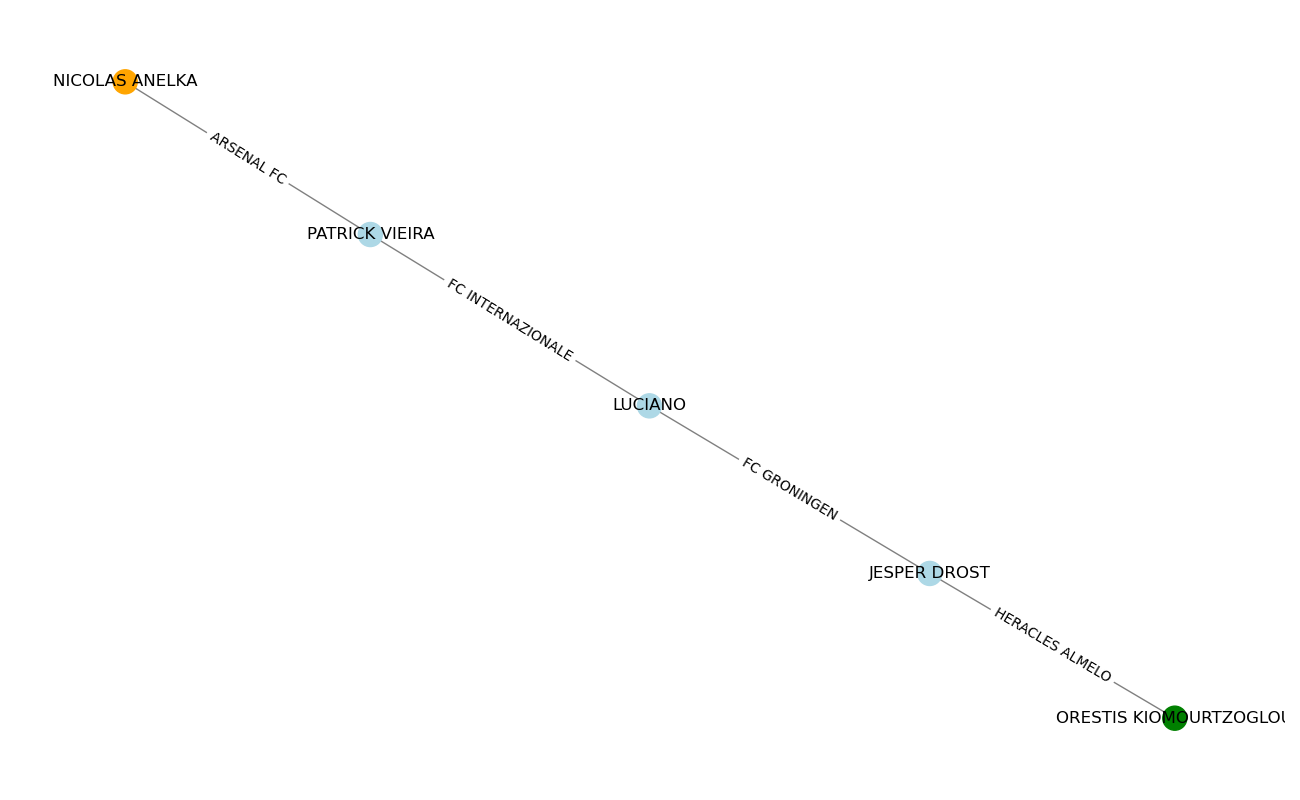 NICOLAS ANELKA
ARSENAL FC
PATRICK VIEIRA
FC INTERNAZIONALE
LUCIANO
FC GRONINGEN
JESPER DROST
HERACLES ALMELO
ORESTIS KIOMOURTZOGLOU